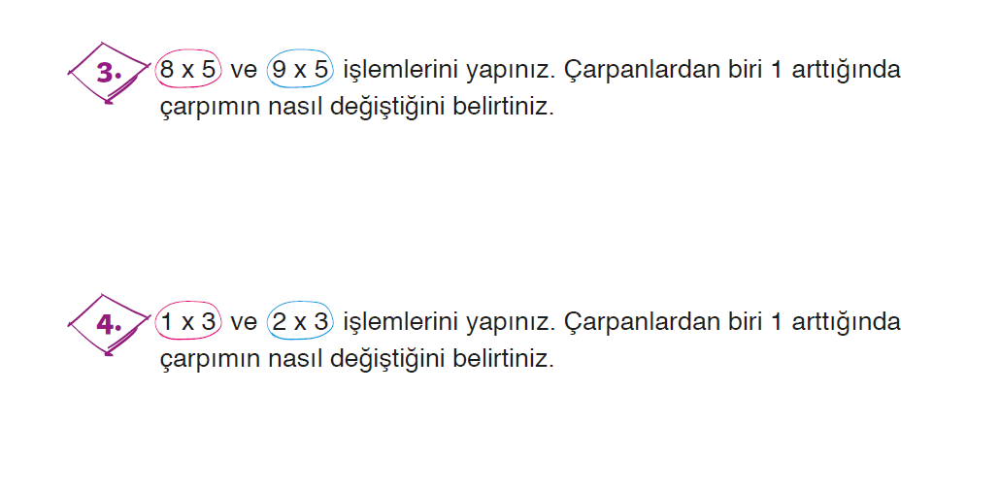 3. 8 x 5 ve 9 x 5 işlemlerini yapınız. Çarpanlardan biri 1 arttığında
çarpımın nasıl değiştiğini belirtiniz.
4. 1 x 3 ve 2 x 3 işlemlerini yapınız. Çarpanlardan biri 1 arttığında
çarpımın nasıl değiştiğini belirtiniz.